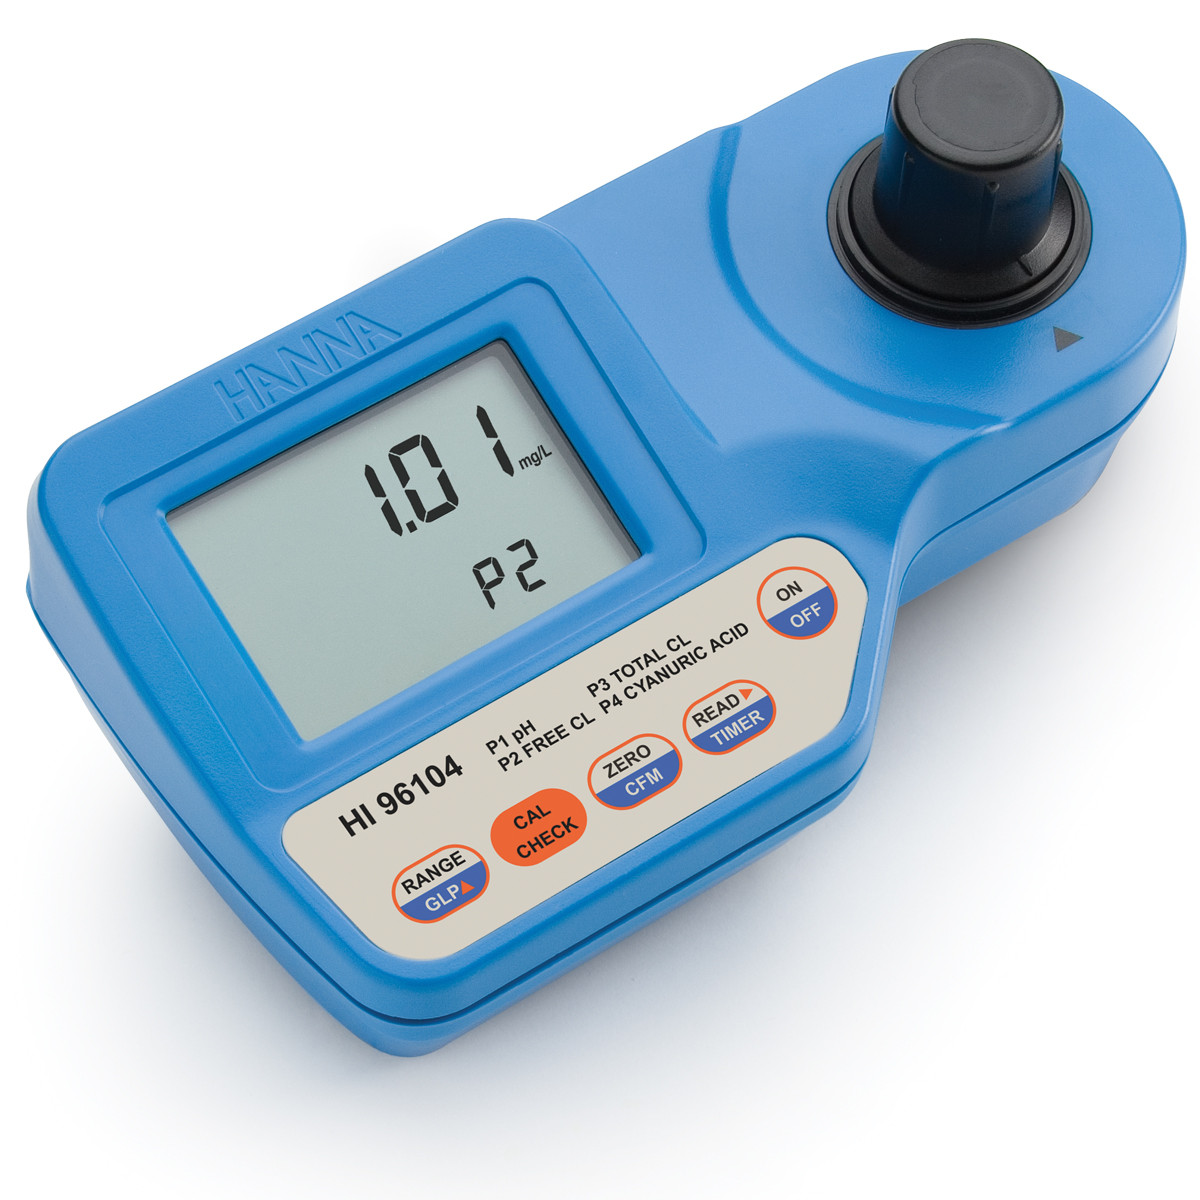 HANNA
1.01 mg/L
P2
HI 96104
P1 pH
P2 FREE CL
P3 TOTAL CL
P4 CYANURIC ACID
ON
OFF
RANGE
GLP▲
CAL
CHECK
ZERO
CFM
READ▶
TIMER